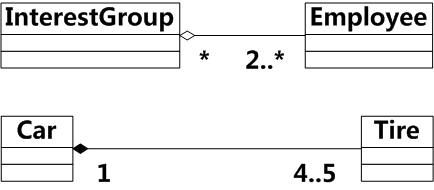 InterestGroup Employee
* 2..*
Car Tire
1 4..5